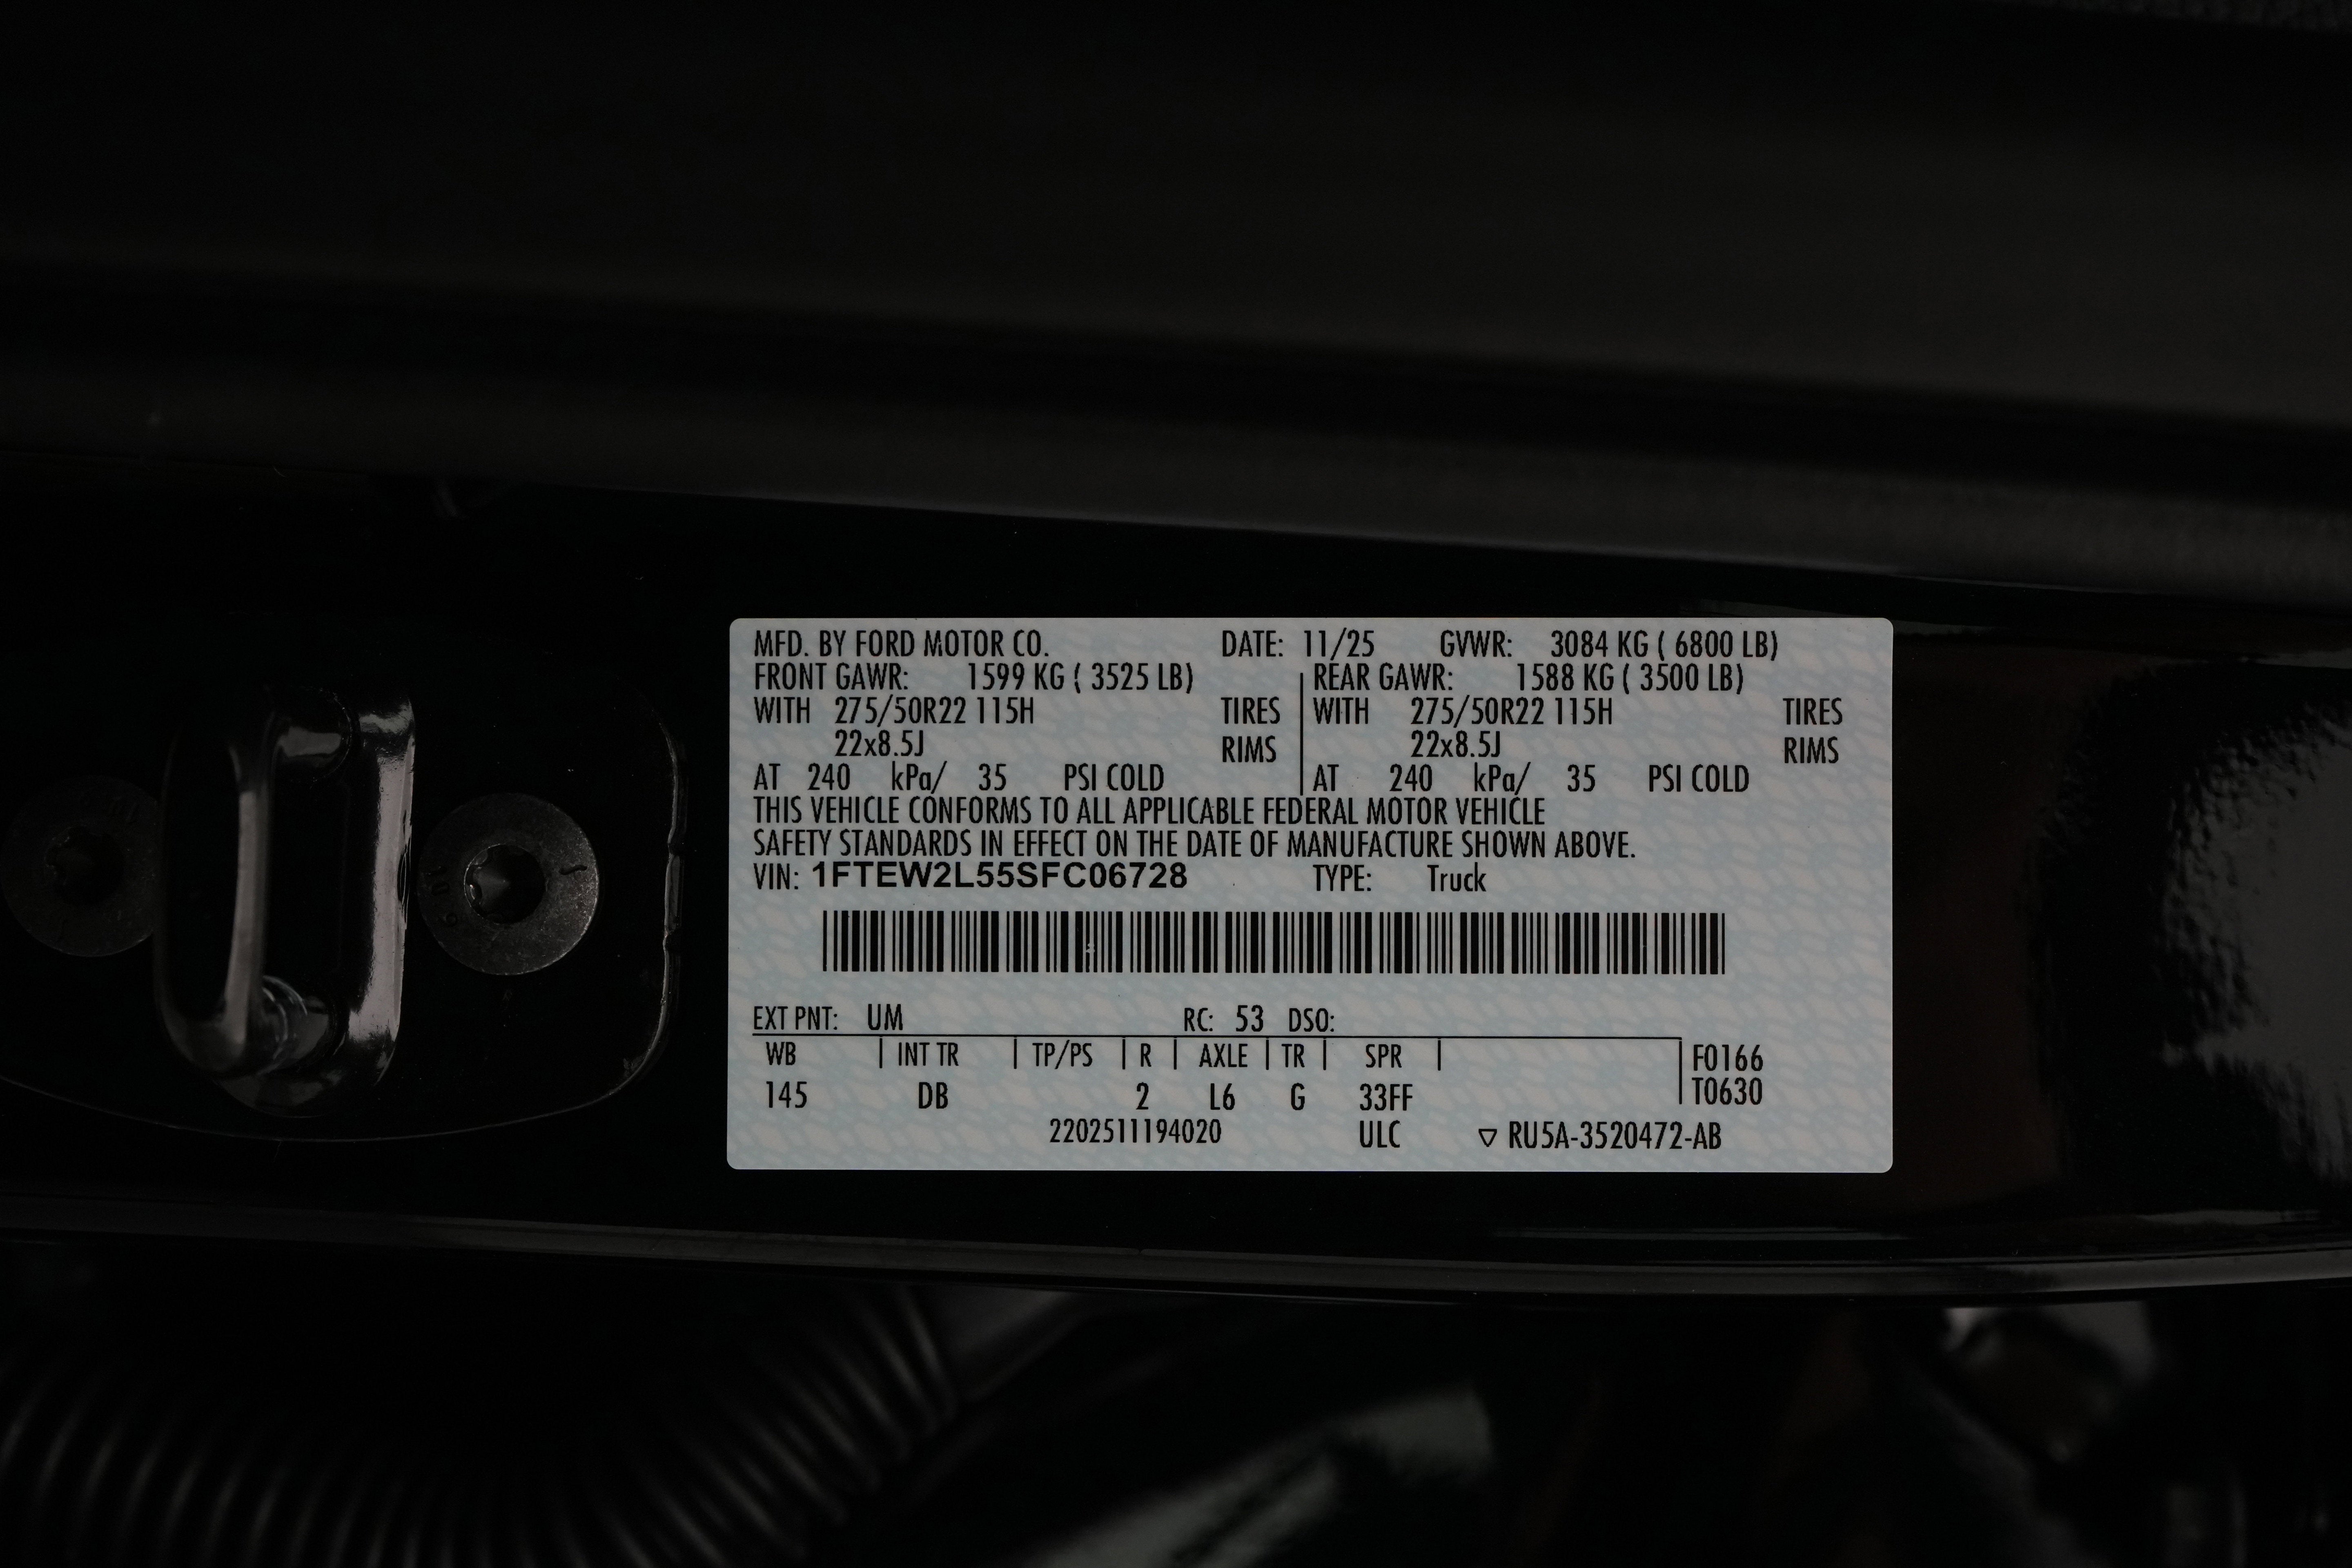 MFD. BY FORD MOTOR CO. DATE: 11/25 GVWR: 3084 KG ( 6800 LB)
FRONT GAWR: 1599 KG ( 3525 LB) REAR GAWR: 1588 KG ( 3500 LB)
WITH 275/50R22 115H TIRES WITH 275/50R22 115H TIRES
22x8.5J RIMS 22x8.5J RIMS
AT 240 kPa/ 35 PSI COLD AT 240 kPa/ 35 PSI COLD
THIS VEHICLE CONFORMS TO ALL APPLICABLE FEDERAL MOTOR VEHICLE
SAFETY STANDARDS IN EFFECT ON THE DATE OF MANUFACTURE SHOWN ABOVE.
VIN: 1FTEW2L55SFC06728 TYPE: Truck
EXT PNT: UM RC: 53 DSO:
WB | INT TR | TP/PS | R | AXLE | TR | SPR | F0166
145 DB 2 L6 G 33FF T0630
2202511194020 ULC ▽ RU5A-3520472-AB